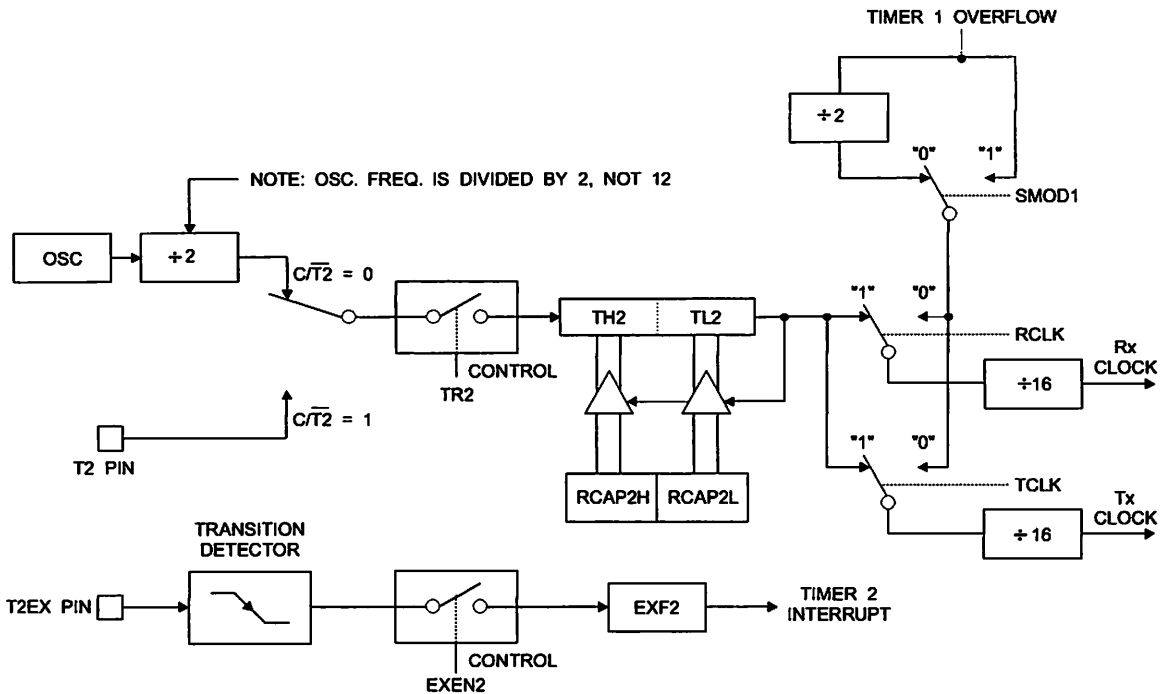 TIMER 1 OVERFLOW
÷2
"0" "1"
NOTE: OSC. FREQ. IS DIVIDED BY 2, NOT 12
SMOD1
OSC
÷2
C/T2̅ = 0
TH2 TL2
"1" "0"
RCLK
Rx
CLOCK
CONTROL
TR2
÷16
C/T2̅ = 1
T2 PIN
"1" "0"
RCAP2H RCAP2L
TCLK
Tx
CLOCK
÷16
TRANSITION
DETECTOR
T2EX PIN
EXF2
TIMER 2
INTERRUPT
CONTROL
EXEN2